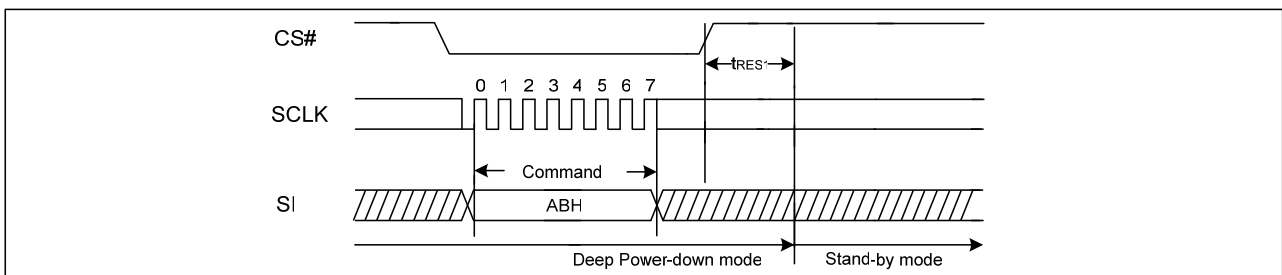 CS#
tRES1
0 1 2 3 4 5 6 7
SCLK
Command
SI
ABH
Deep Power-down mode
Stand-by mode